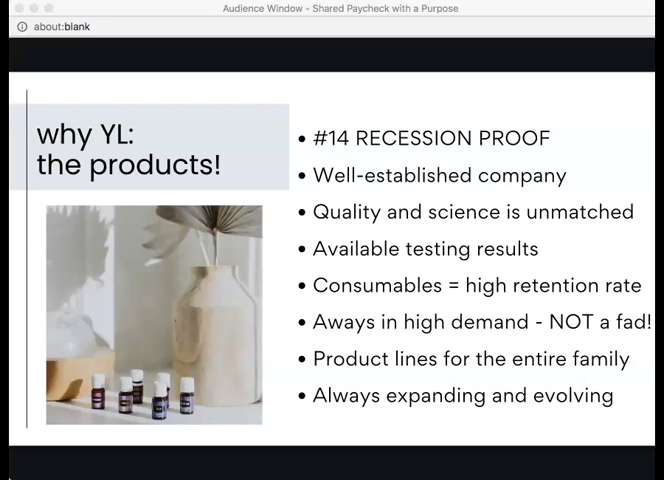 Audience Window - Shared Paycheck with a Purpose
about:blank
why YL:
the products!
• #14 RECESSION PROOF
• Well-established company
• Quality and science is unmatched
• Available testing results
• Consumables = high retention rate
• Aways in high demand - NOT a fad!
• Product lines for the entire family
• Always expanding and evolving